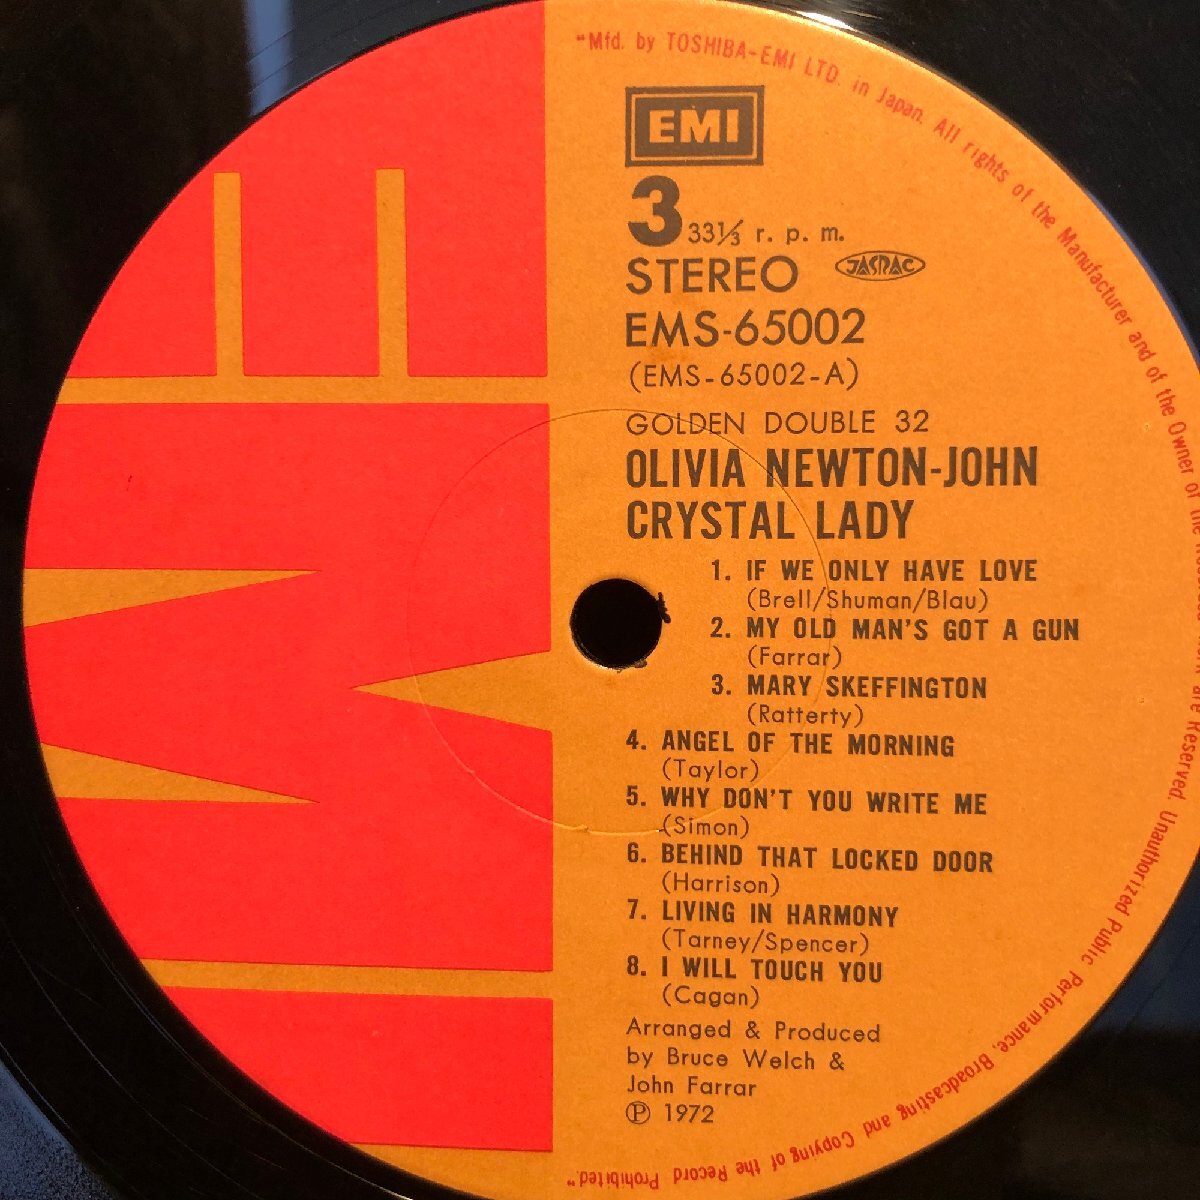 EMI
3 33⅓ r. p. m.
STEREO JASRAC
EMS-65002
(EMS-65002-A)
GOLDEN DOUBLE 32
OLIVIA NEWTON-JOHN
CRYSTAL LADY
1. IF WE ONLY HAVE LOVE
(Brell/Shuman/Blau)
2. MY OLD MAN'S GOT A GUN
(Farrar)
3. MARY SKEFFINGTON
(Ratterty)
4. ANGEL OF THE MORNING
(Taylor)
5. WHY DON'T YOU WRITE ME
(Simon)
6. BEHIND THAT LOCKED DOOR
(Harrison)
7. LIVING IN HARMONY
(Tarney/Spencer)
8. I WILL TOUCH YOU
(Cagan)
Arranged & Produced
by Bruce Welch &
John Farrar
℗ 1972
"Mfd. by TOSHIBA-EMI LTD. in Japan. All rights of the Manufacturer and of the Owner of the are Reserved. Unauthorized Public Performance, Broadcasting and Copying of the Record Prohibited."